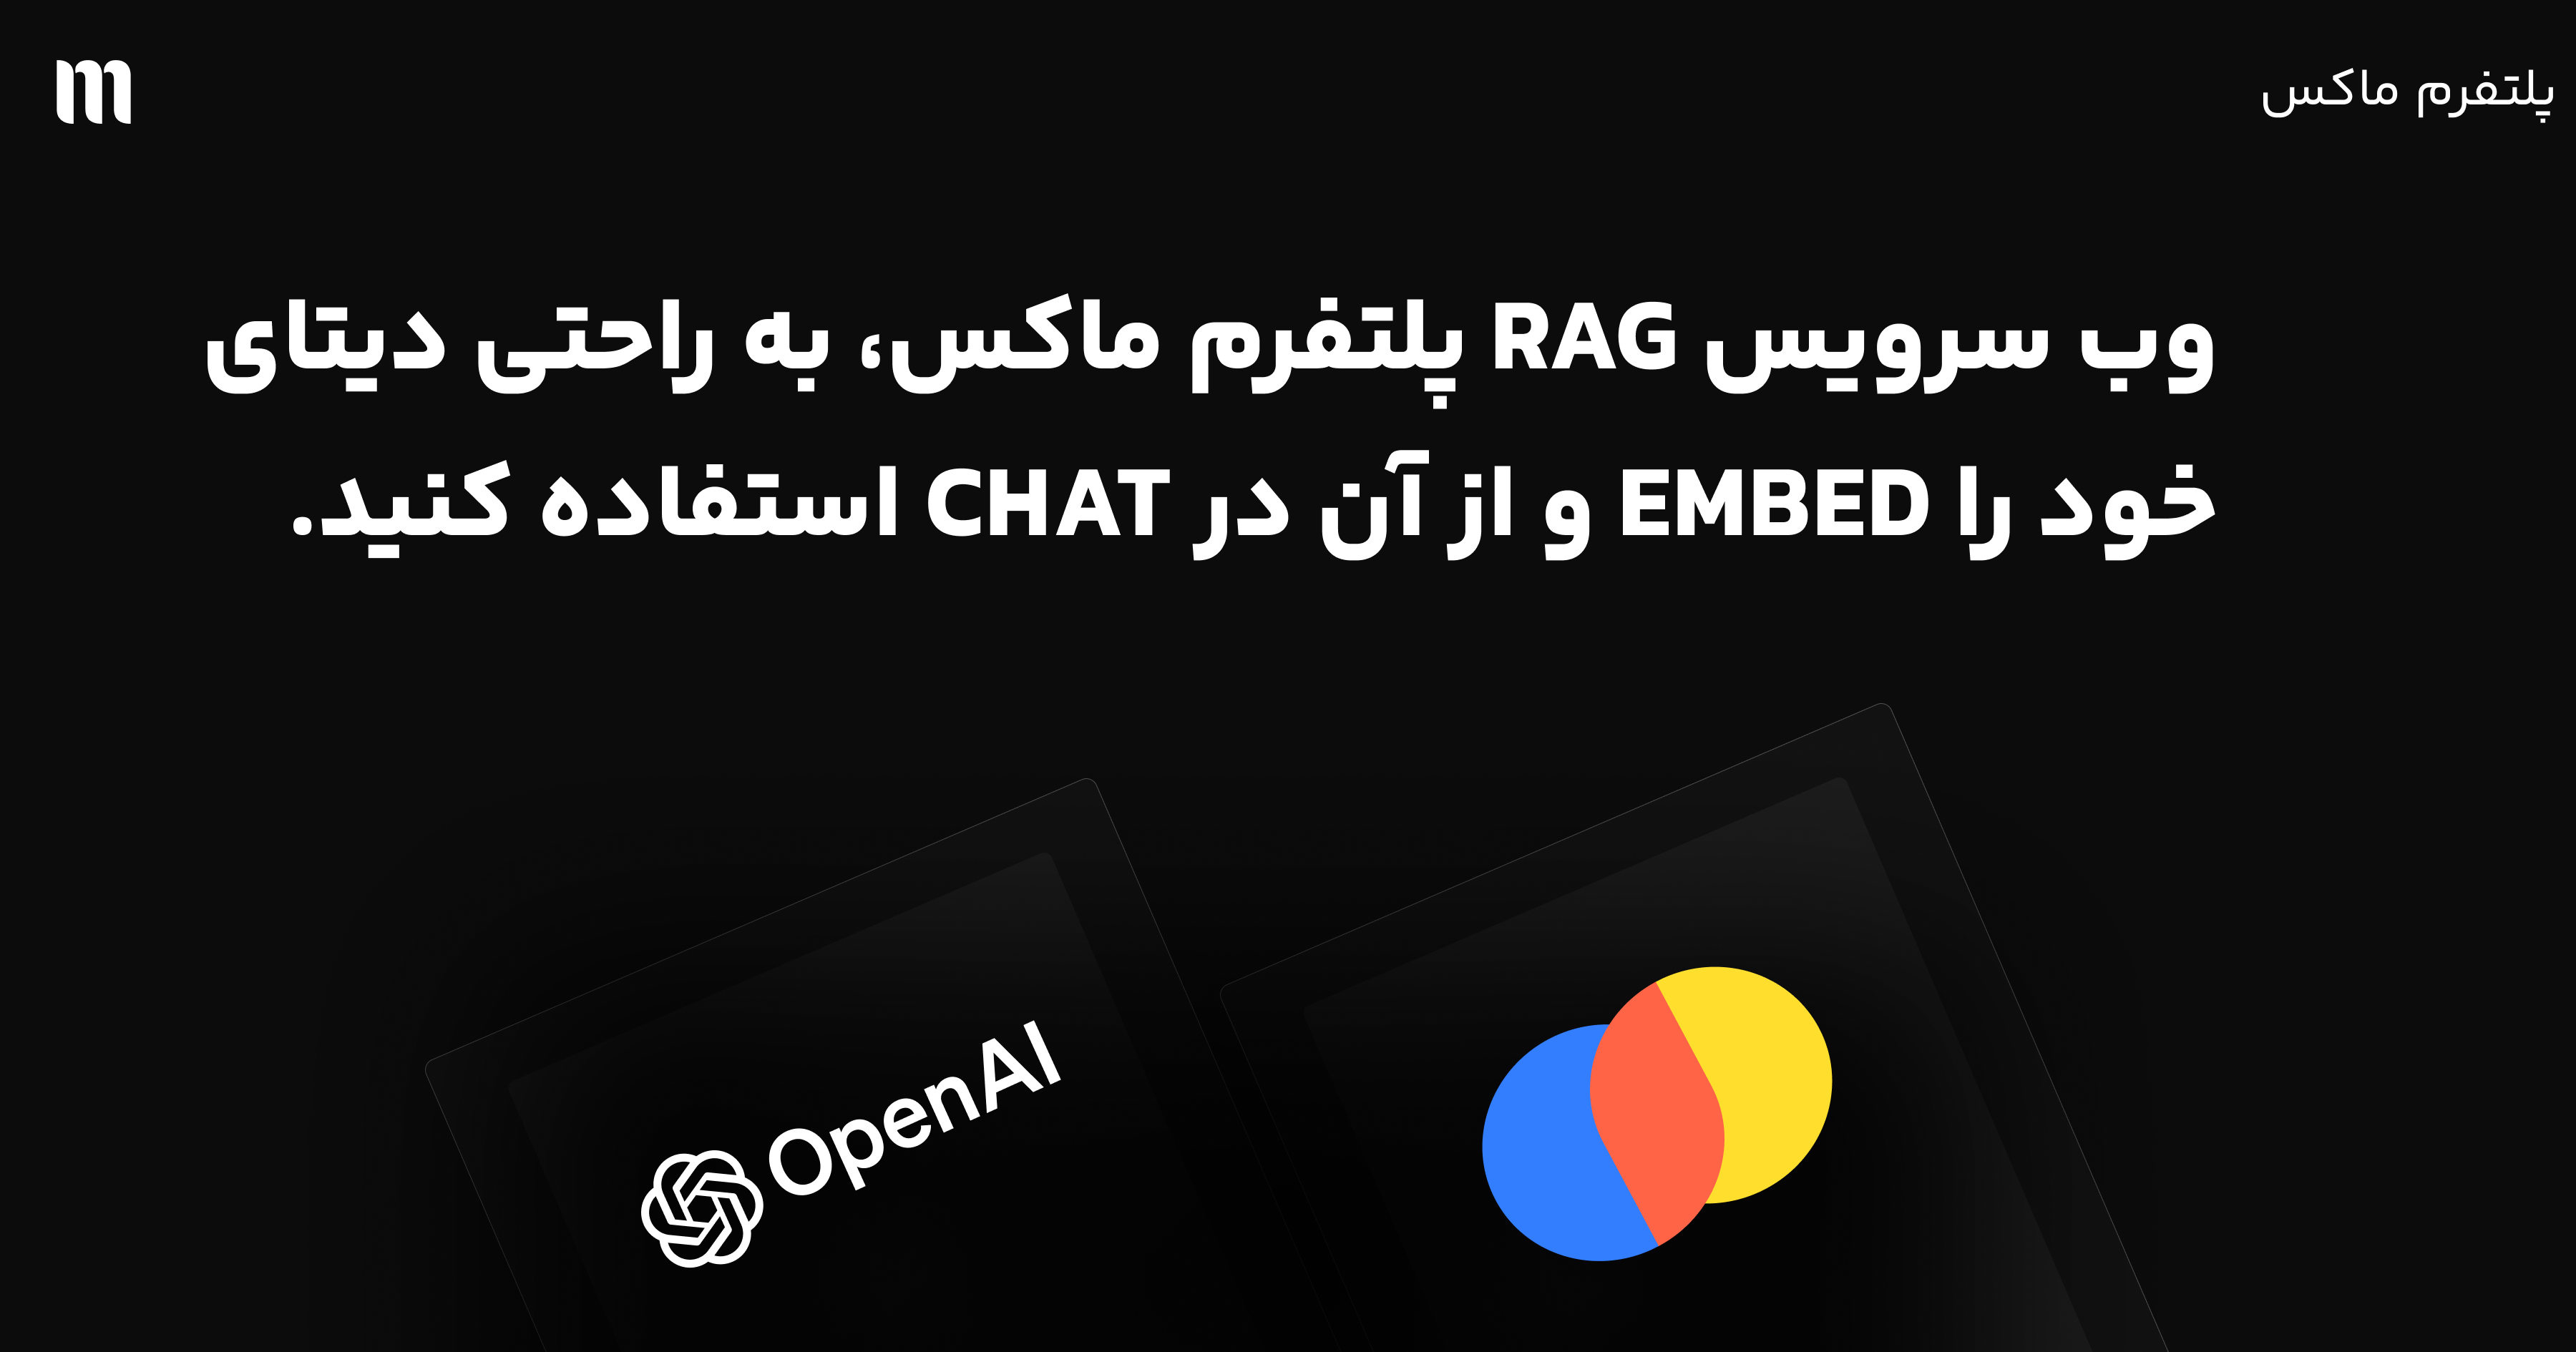 m
پلتفرم ماکس
وب سرویس RAG پلتفرم ماکس، به راحتی دیتای
خود را EMBED و از آن در CHAT استفاده کنید.
OpenAI